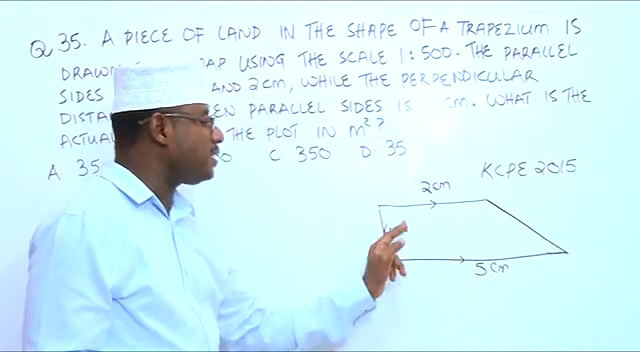 Q 35. A PIECE OF LAND IN THE SHAPE OF A TRAPEZIUM IS
DRAWN MAP USING THE SCALE 1:500. THE PARALLEL
SIDES AND 2cm, WHILE THE PERPENDICULAR
PARALLEL SIDES IS cm. WHAT IS THE
THE PLOT IN m²?
A 35 C 350 D. 35
KCPE 2015
2cm
5cm